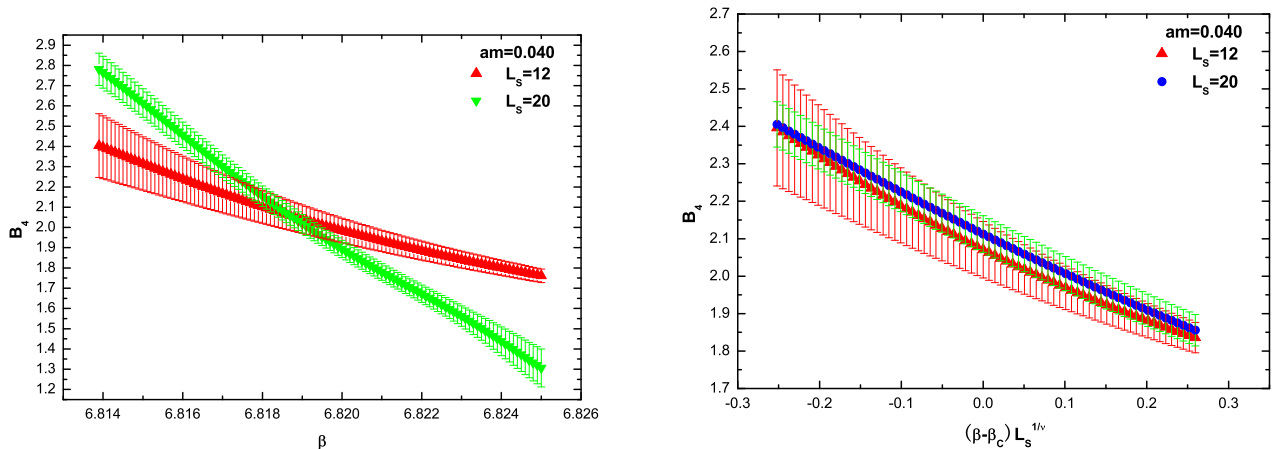 am=0.040
L_S=12
L_S=20
B_4
2.9
2.8
2.7
2.6
2.5
2.4
2.3
2.2
2.1
2.0
1.9
1.8
1.7
1.6
1.5
1.4
1.3
1.2
6.814 6.816 6.818 6.820 6.822 6.824 6.826
β
am=0.040
L_S=12
L_S=20
B_4
2.7
2.6
2.5
2.4
2.3
2.2
2.1
2.0
1.9
1.8
1.7
-0.3 -0.2 -0.1 0.0 0.1 0.2 0.3
(β-β_C) L_S^{1/ν}